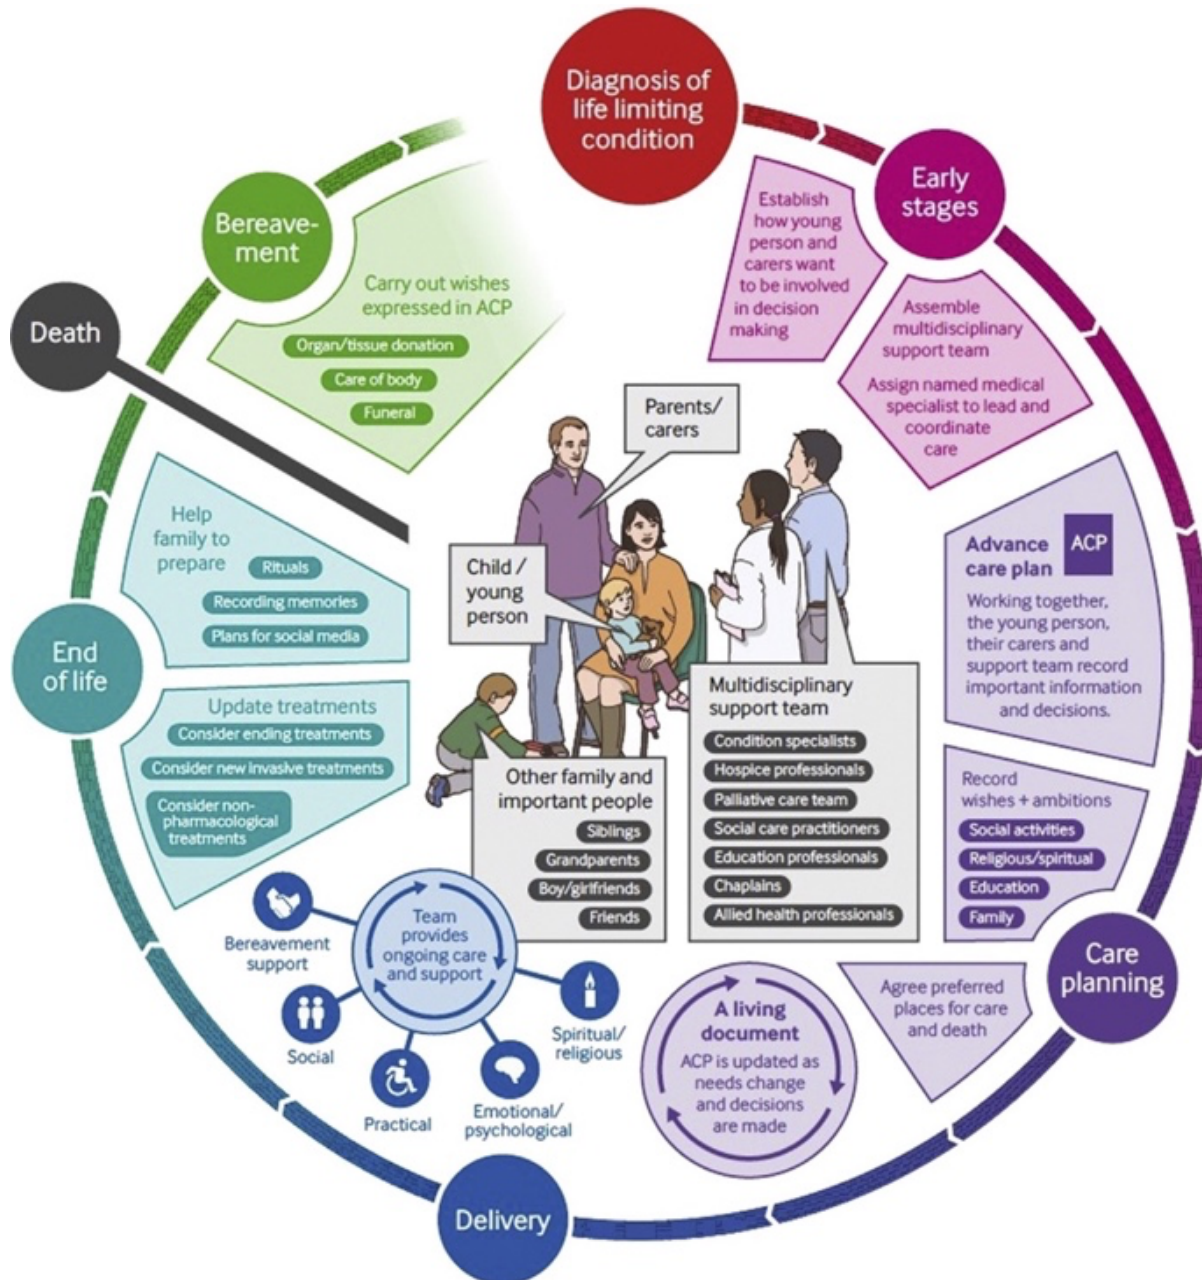 Diagnosis of
life limiting
condition
Early
stages
Establish
how young
person and
carers want
to be involved
in decision
making
Assemble
multidisciplinary
support team
Assign named medical
specialist to lead and
coordinate
care
Advance
care plan
ACP
Working together,
the young person,
their carers and
support team record
important information
and decisions.
Record
wishes + ambitions
Social activities
Religious/spiritual
Education
Family
Care
planning
Agree preferred
places for care
and death
A living
document
ACP is updated as
needs change
and decisions
are made
Delivery
Team
provides
ongoing care
and support
Spiritual/
religious
Emotional/
psychological
Practical
Social
Bereavement
support
End
of life
Update treatments
Consider ending treatments
Consider new invasive treatments
Consider non-
pharmacological
treatments
Help
family to
prepare
Rituals
Recording memories
Plans for social media
Death
Bereave-
ment
Carry out wishes
expressed in ACP
Organ/tissue donation
Care of body
Funeral
Parents/
carers
Child /
young
person
Other family and
important people
Siblings
Grandparents
Boy/girlfriends
Friends
Multidisciplinary
support team
Condition specialists
Hospice professionals
Palliative care team
Social care practitioners
Education professionals
Chaplains
Allied health professionals